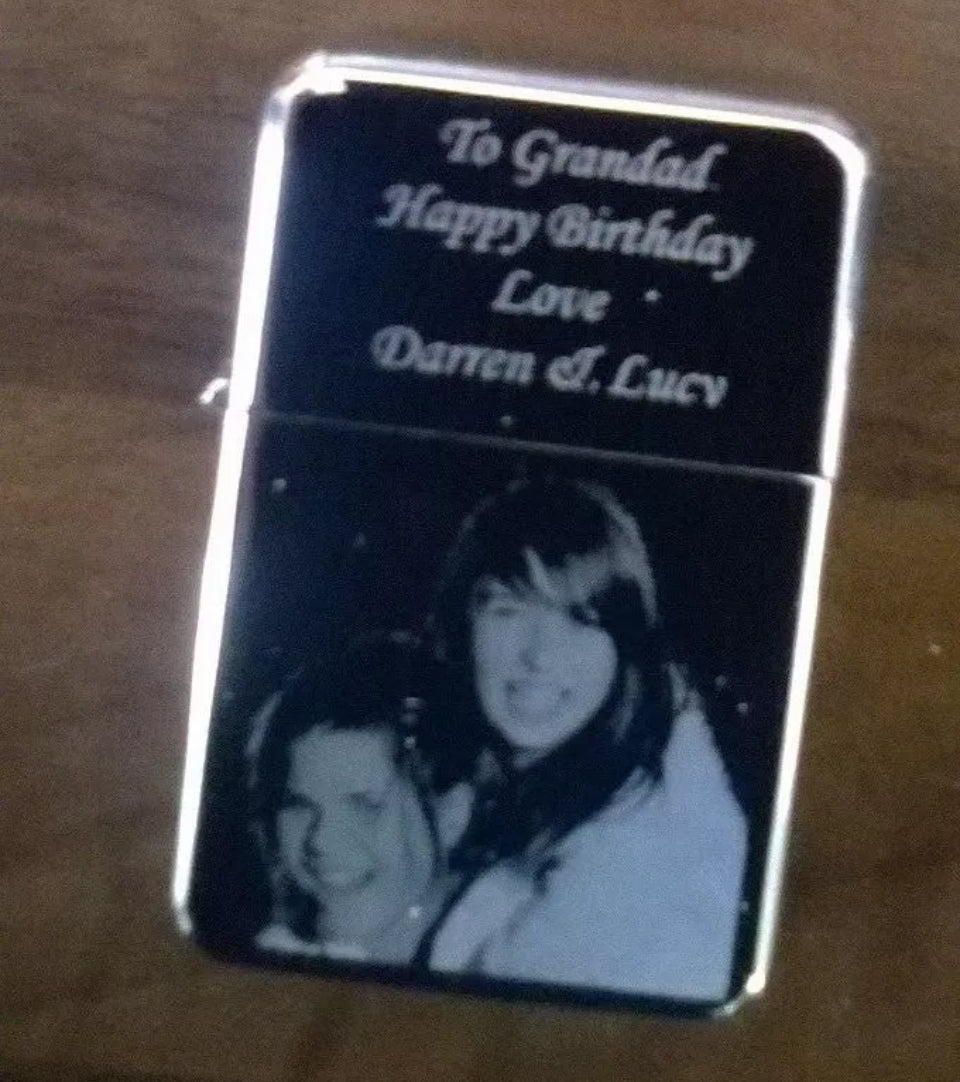 To Grandad
Happy Birthday
Love
Darren & Lucy